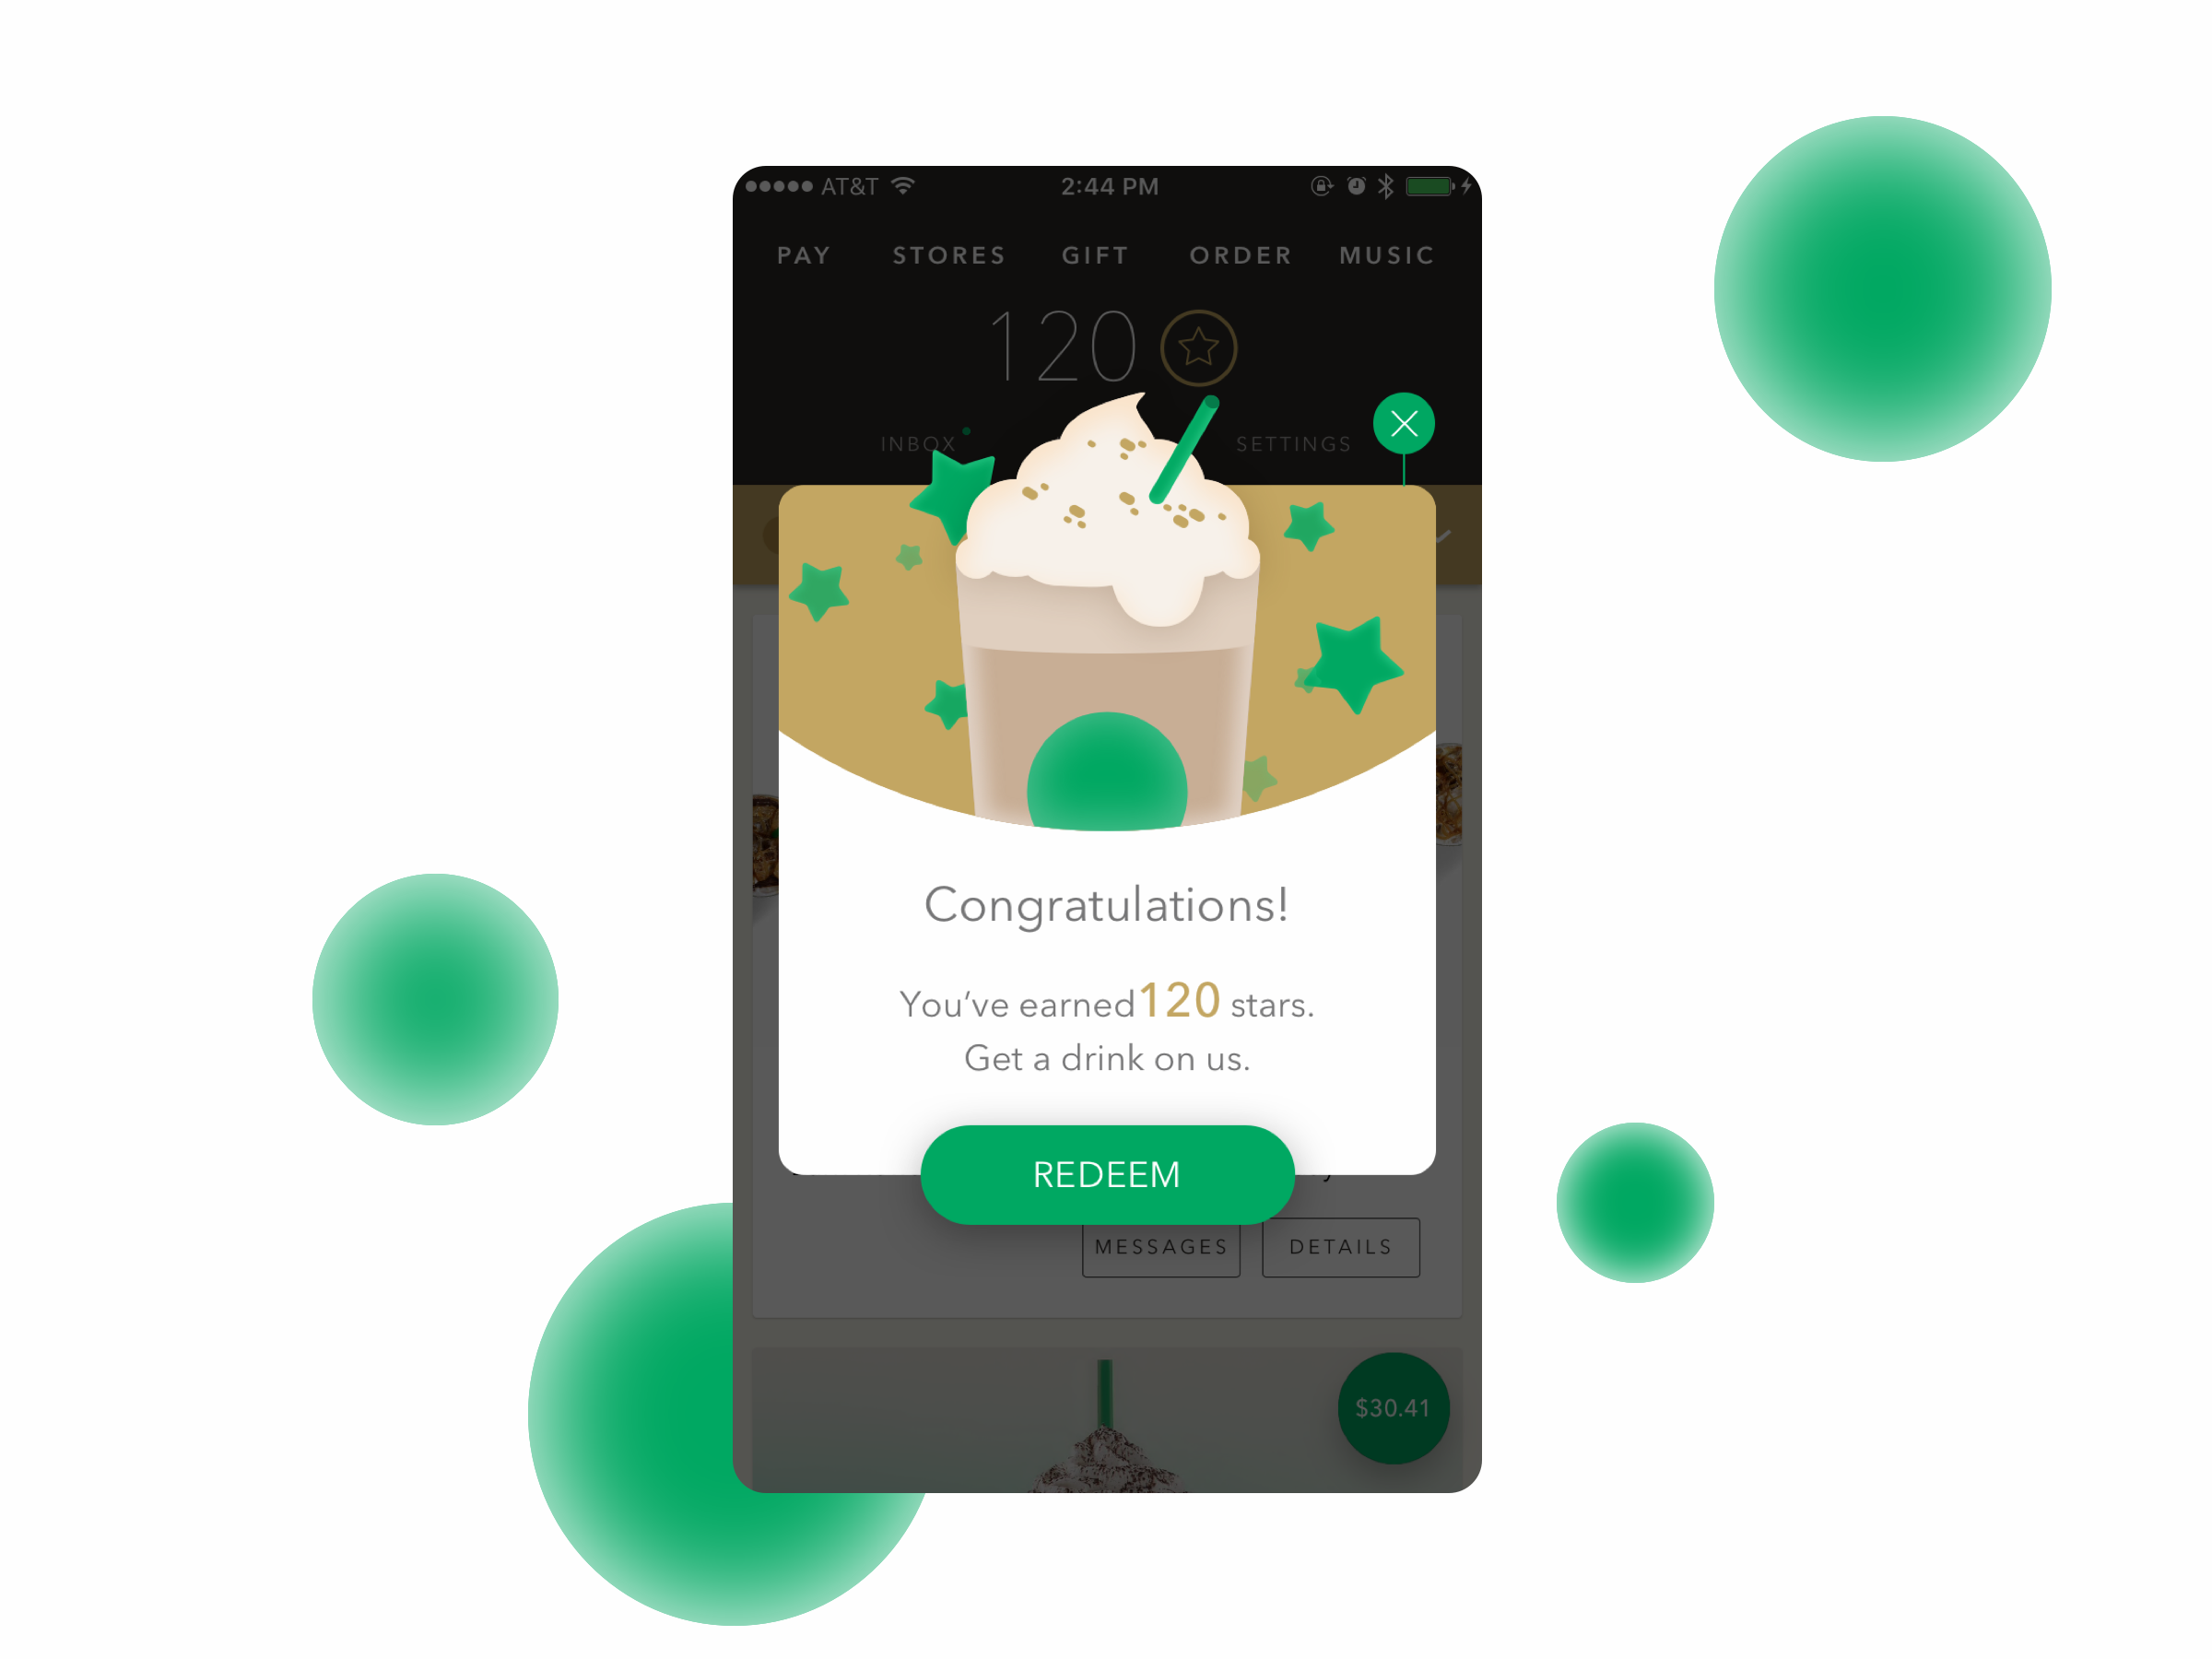 AT&T 2:44 PM
PAY STORES GIFT ORDER MUSIC
120
INBOX SETTINGS
Congratulations!
You've earned 120 stars.
Get a drink on us.
REDEEM
MESSAGES DETAILS
$30.41